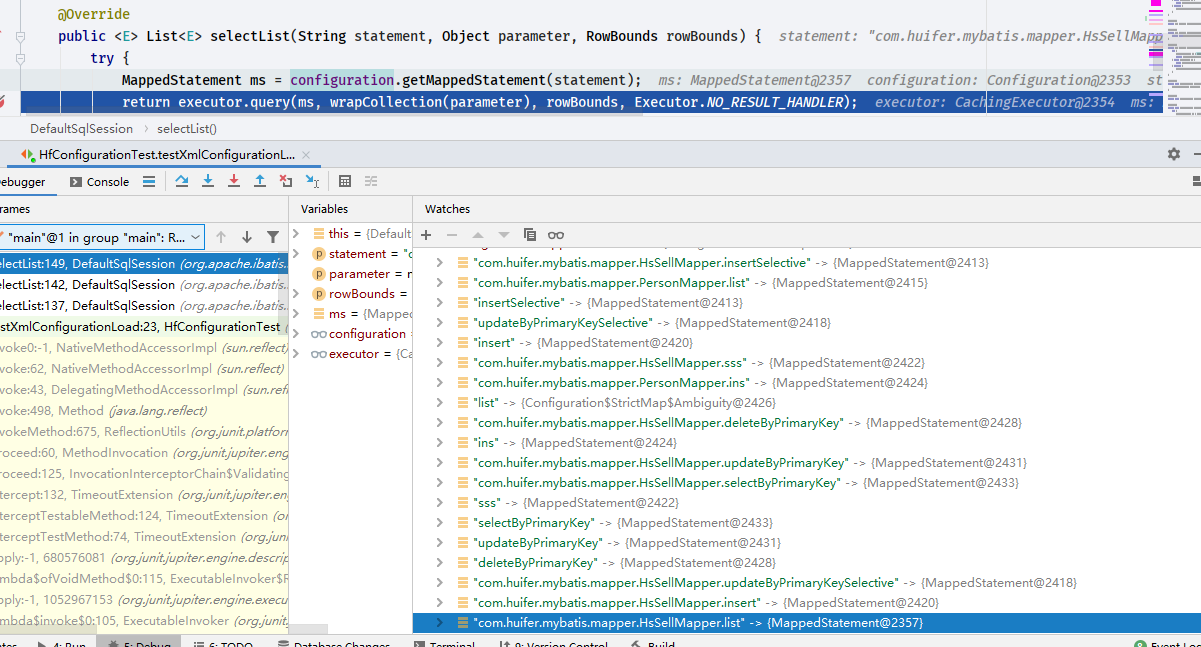 @Override
public <E> List<E> selectList(String statement, Object parameter, RowBounds rowBounds) { statement: "com.huifer.mybatis.mapper.HsSellMapp
try {
MappedStatement ms = configuration.getMappedStatement(statement); ms: MappedStatement@2357 configuration: Configuration@2353 st
return executor.query(ms, wrapCollection(parameter), rowBounds, Executor.NO_RESULT_HANDLER); executor: CachingExecutor@2354 ms:
DefaultSqlSession > selectList()
HfConfigurationTest.testXmlConfigurationL... ×
ebugger Console
rames
"main"@1 in group "main": R...
electList:149, DefaultSqlSession (org.apache.ibatis.
electList:142, DefaultSqlSession (org.apache.ibatis.
electList:137, DefaultSqlSession (org.apache.ibatis.
stXmlConfigurationLoad:23, HfConfigurationTest (
voke0:-1, NativeMethodAccessorImpl (sun.reflect)
voke:62, NativeMethodAccessorImpl (sun.reflect)
voke:43, DelegatingMethodAccessorImpl (sun.refl
voke:498, Method (java.lang.reflect)
vokeMethod:675, ReflectionUtils (org.junit.platforn
roceed:60, MethodInvocation (org.junit.jupiter.eng
roceed:125, InvocationInterceptorChain$Validating
tercept:132, TimeoutExtension (org.junit.jupiter.eng
terceptTestableMethod:124, TimeoutExtension (or
terceptTestMethod:74, TimeoutExtension (org.juni
pply:-1, 680576081 (org.junit.jupiter.engine.descrip
mbda$ofVoidMethod$0:115, ExecutableInvoker$R
pply:-1, 1052967153 (org.junit.jupiter.engine.execu
mbda$invoke$0:105, ExecutableInvoker (org.junit.
Variables
this = {Default
statement = "c
parameter = n
rowBounds =
ms = {Mapped
configuration =
executor = {Ca
Watches
"com.huifer.mybatis.mapper.HsSellMapper.insertSelective" -> {MappedStatement@2413}
"com.huifer.mybatis.mapper.PersonMapper.list" -> {MappedStatement@2415}
"insertSelective" -> {MappedStatement@2413}
"updateByPrimaryKeySelective" -> {MappedStatement@2418}
"insert" -> {MappedStatement@2420}
"com.huifer.mybatis.mapper.HsSellMapper.sss" -> {MappedStatement@2422}
"com.huifer.mybatis.mapper.PersonMapper.ins" -> {MappedStatement@2424}
"list" -> {Configuration$StrictMap$Ambiguity@2426}
"com.huifer.mybatis.mapper.HsSellMapper.deleteByPrimaryKey" -> {MappedStatement@2428}
"ins" -> {MappedStatement@2424}
"com.huifer.mybatis.mapper.HsSellMapper.updateByPrimaryKey" -> {MappedStatement@2431}
"com.huifer.mybatis.mapper.HsSellMapper.selectByPrimaryKey" -> {MappedStatement@2433}
"sss" -> {MappedStatement@2422}
"selectByPrimaryKey" -> {MappedStatement@2433}
"updateByPrimaryKey" -> {MappedStatement@2431}
"deleteByPrimaryKey" -> {MappedStatement@2428}
"com.huifer.mybatis.mapper.HsSellMapper.updateByPrimaryKeySelective" -> {MappedStatement@2418}
"com.huifer.mybatis.mapper.HsSellMapper.insert" -> {MappedStatement@2420}
"com.huifer.mybatis.mapper.HsSellMapper.list" -> {MappedStatement@2357}
4: Run 5: Debug 6: TODO Database Changes Terminal 9: Version Control Build Event Log